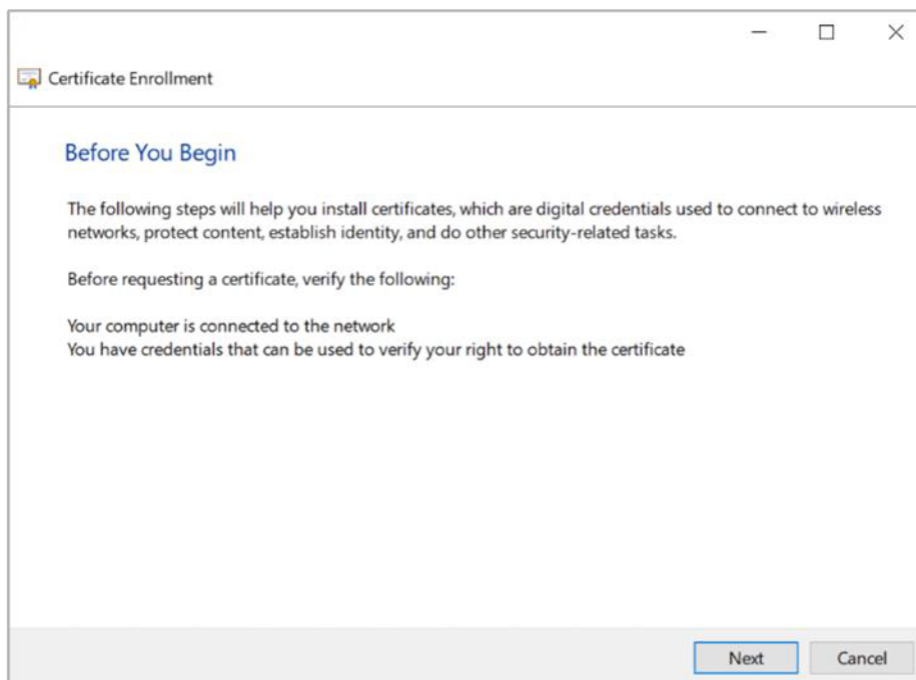 Certificate Enrollment
Before You Begin
The following steps will help you install certificates, which are digital credentials used to connect to wireless
networks, protect content, establish identity, and do other security-related tasks.
Before requesting a certificate, verify the following:
Your computer is connected to the network
You have credentials that can be used to verify your right to obtain the certificate
Next
Cancel